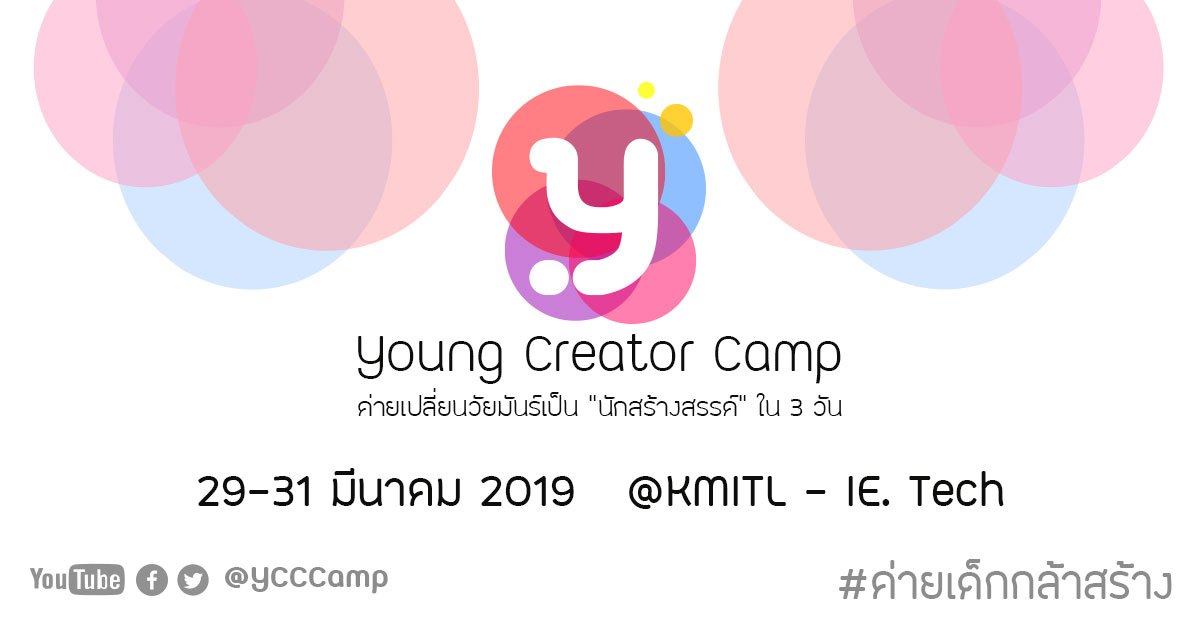 y
Young Creator Camp
ค่ายเปลี่ยนวัยมันร์เป็น "นักสร้างสรรค์" ใน 3 วัน
29-31 มีนาคม 2019 @KMITL - IE. Tech
YouTube @YCCCamp
#ค่ายเด็กกล้าสร้าง